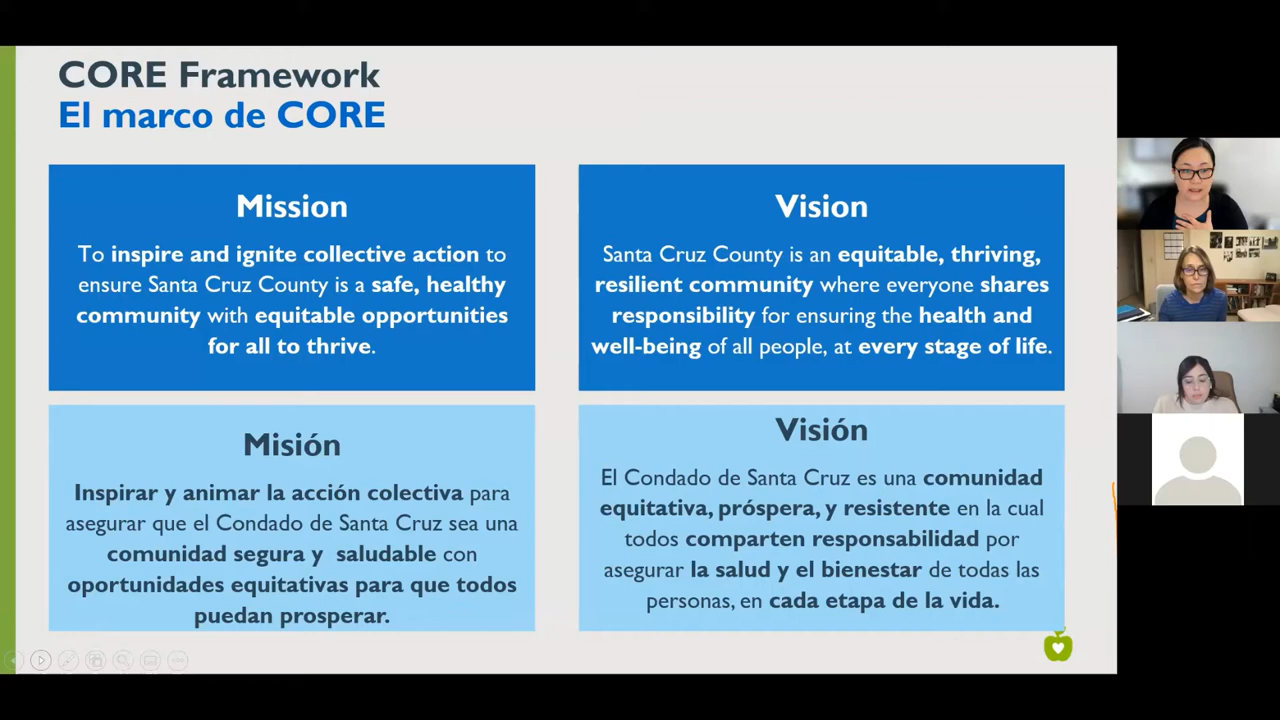 CORE Framework
El marco de CORE
Mission
To inspire and ignite collective action to
ensure Santa Cruz County is a safe, healthy
community with equitable opportunities
for all to thrive.
Vision
Santa Cruz County is an equitable, thriving,
resilient community where everyone shares
responsibility for ensuring the health and
well-being of all people, at every stage of life.
Misión
Inspirar y animar la acción colectiva para
asegurar que el Condado de Santa Cruz sea una
comunidad segura y saludable con
oportunidades equitativas para que todos
puedan prosperar.
Visión
El Condado de Santa Cruz es una comunidad
equitativa, próspera, y resistente en la cual
todos comparten responsabilidad por
asegurar la salud y el bienestar de todas las
personas, en cada etapa de la vida.